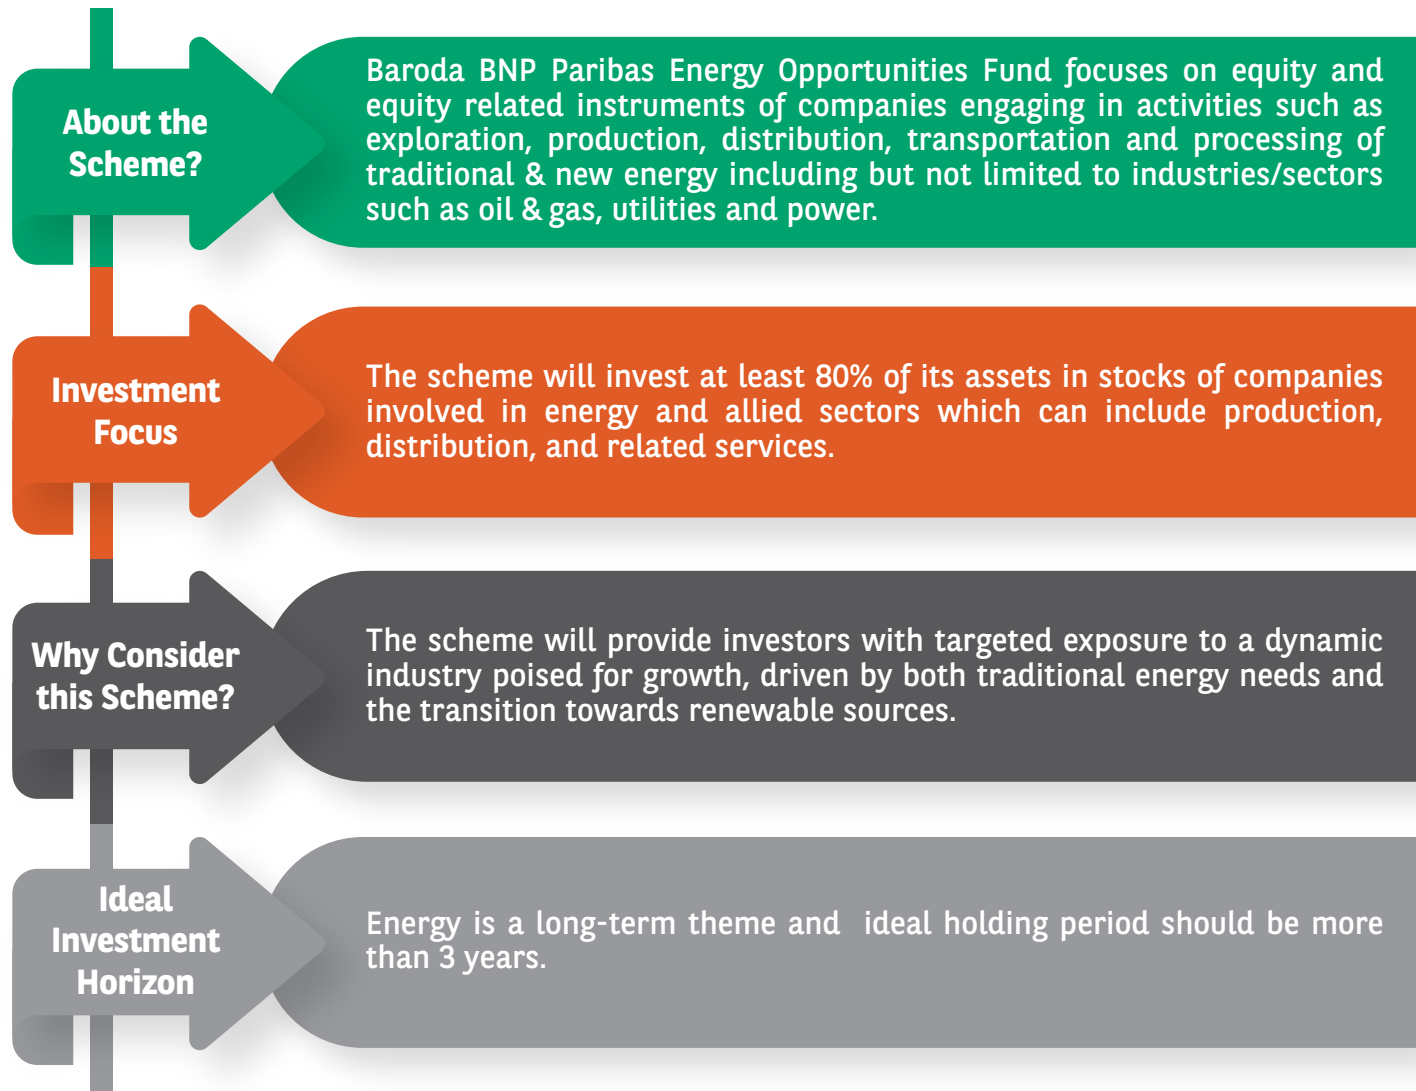 About the
Scheme?
Baroda BNP Paribas Energy Opportunities Fund focuses on equity and
equity related instruments of companies engaging in activities such as
exploration, production, distribution, transportation and processing of
traditional & new energy including but not limited to industries/sectors
such as oil & gas, utilities and power.
Investment
Focus
The scheme will invest at least 80% of its assets in stocks of companies
involved in energy and allied sectors which can include production,
distribution, and related services.
Why Consider
this Scheme?
The scheme will provide investors with targeted exposure to a dynamic
industry poised for growth, driven by both traditional energy needs and
the transition towards renewable sources.
Ideal
Investment
Horizon
Energy is a long-term theme and  ideal holding period should be more
than 3 years.